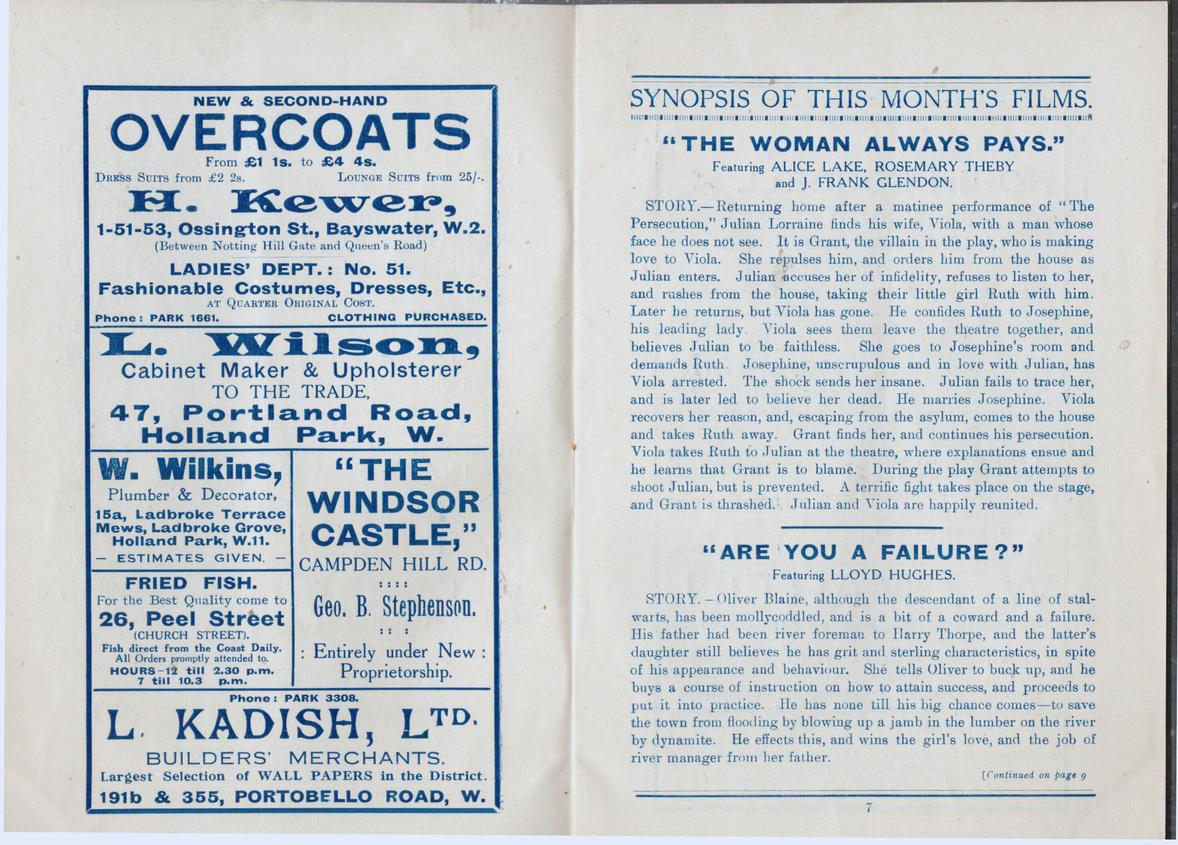 NEW & SECOND-HAND
OVERCOATS
From £1 1s. to £4 4s.
DRESS SUITS from £2 2s. LOUNGE SUITS from 25/-.
H. Kewer,
1-51-53, Ossington St., Bayswater, W.2.
(Between Notting Hill Gate and Queen's Road)
LADIES' DEPT.: No. 51.
Fashionable Costumes, Dresses, Etc.,
AT QUARTER ORIGINAL COST.
Phone: PARK 1661. CLOTHING PURCHASED.
L. Wilson,
Cabinet Maker & Upholsterer
TO THE TRADE,
47, Portland Road,
Holland Park, W.
W. Wilkins,
Plumber & Decorator,
15a, Ladbroke Terrace
Mews, Ladbroke Grove,
Holland Park, W.11.
— ESTIMATES GIVEN. —
FRIED FISH.
For the Best Quality come to
26, Peel Street
(CHURCH STREET).
Fish direct from the Coast Daily.
All Orders promptly attended to.
HOURS-12 till 2.30 p.m.
7 till 10.3 p.m.
"THE
WINDSOR
CASTLE,"
CAMPDEN HILL RD.
: : : :
Geo. B. Stephenson.
: : :
: Entirely under New :
Proprietorship.
Phone: PARK 3308.
L. KADISH, LTD.
BUILDERS' MERCHANTS.
Largest Selection of WALL PAPERS in the District.
191b & 355, PORTOBELLO ROAD, W.
SYNOPSIS OF THIS MONTH'S FILMS.
"THE WOMAN ALWAYS PAYS."
Featuring ALICE LAKE, ROSEMARY THEBY
and J. FRANK GLENDON.
STORY.—Returning home after a matinee performance of "The
Persecution," Julian Lorraine finds his wife, Viola, with a man whose
face he does not see. It is Grant, the villain in the play, who is making
love to Viola. She repulses him, and orders him from the house as
Julian enters. Julian accuses her of infidelity, refuses to listen to her,
and rushes from the house, taking their little girl Ruth with him.
Later he returns, but Viola has gone. He confides Ruth to Josephine,
his leading lady. Viola sees them leave the theatre together, and
believes Julian to be faithless. She goes to Josephine's room and
demands Ruth. Josephine, unscrupulous and in love with Julian, has
Viola arrested. The shock sends her insane. Julian fails to trace her,
and is later led to believe her dead. He marries Josephine. Viola
recovers her reason, and, escaping from the asylum, comes to the house
and takes Ruth away. Grant finds her, and continues his persecution.
Viola takes Ruth to Julian at the theatre, where explanations ensue and
he learns that Grant is to blame. During the play Grant attempts to
shoot Julian, but is prevented. A terrific fight takes place on the stage,
and Grant is thrashed. Julian and Viola are happily reunited.
"ARE YOU A FAILURE?"
Featuring LLOYD HUGHES.
STORY.—Oliver Blaine, although the descendant of a line of stal-
warts, has been mollycoddled, and is a bit of a coward and a failure.
His father had been river foreman to Harry Thorpe, and the latter's
daughter still believes he has grit and sterling characteristics, in spite
of his appearance and behaviour. She tells Oliver to buck up, and he
buys a course of instruction on how to attain success, and proceeds to
put it into practice. He has none till his big chance comes—to save
the town from flooding by blowing up a jamb in the lumber on the river
by dynamite. He effects this, and wins the girl's love, and the job of
river manager from her father.
[Continued on page 9
7